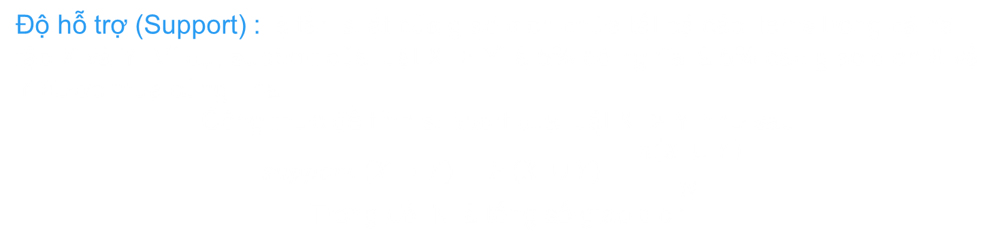 Độ hỗ trợ (Support) :